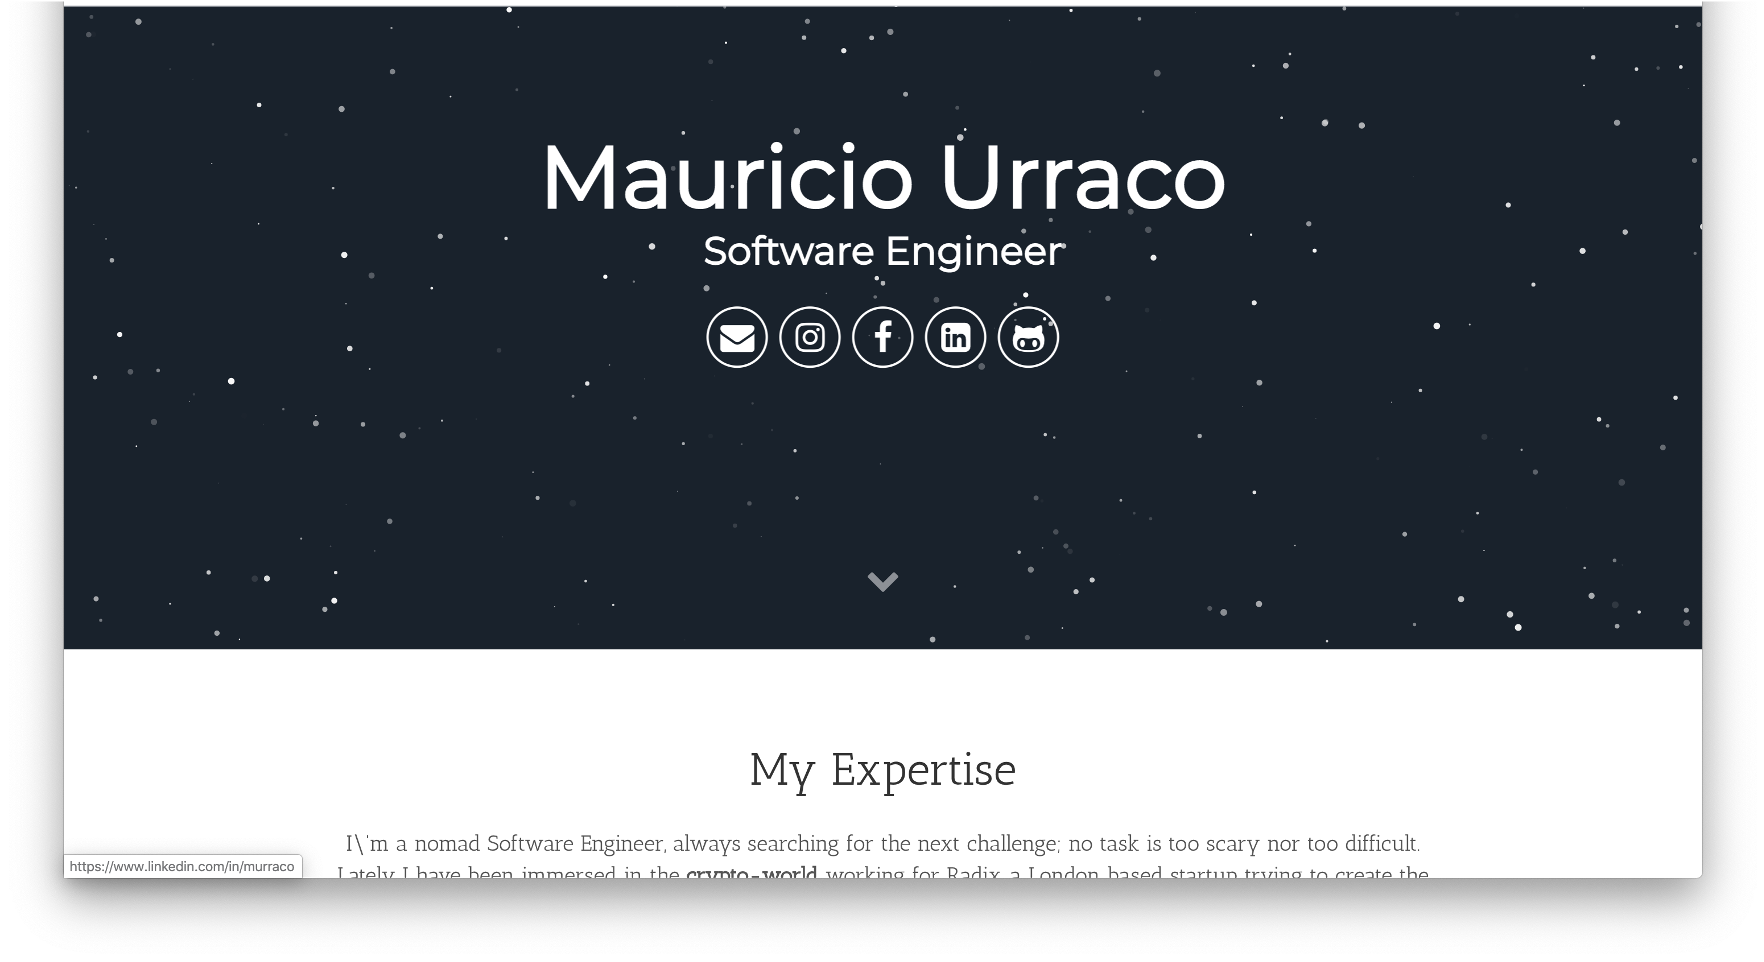 Mauricio Urraco
Software Engineer
My Expertise
I\'m a nomad Software Engineer, always searching for the next challenge; no task is too scary nor too difficult.
Lately I have been immersed in the crypto-world working for Radix, a London based startup trying to create the
https://www.linkedin.com/in/murraco